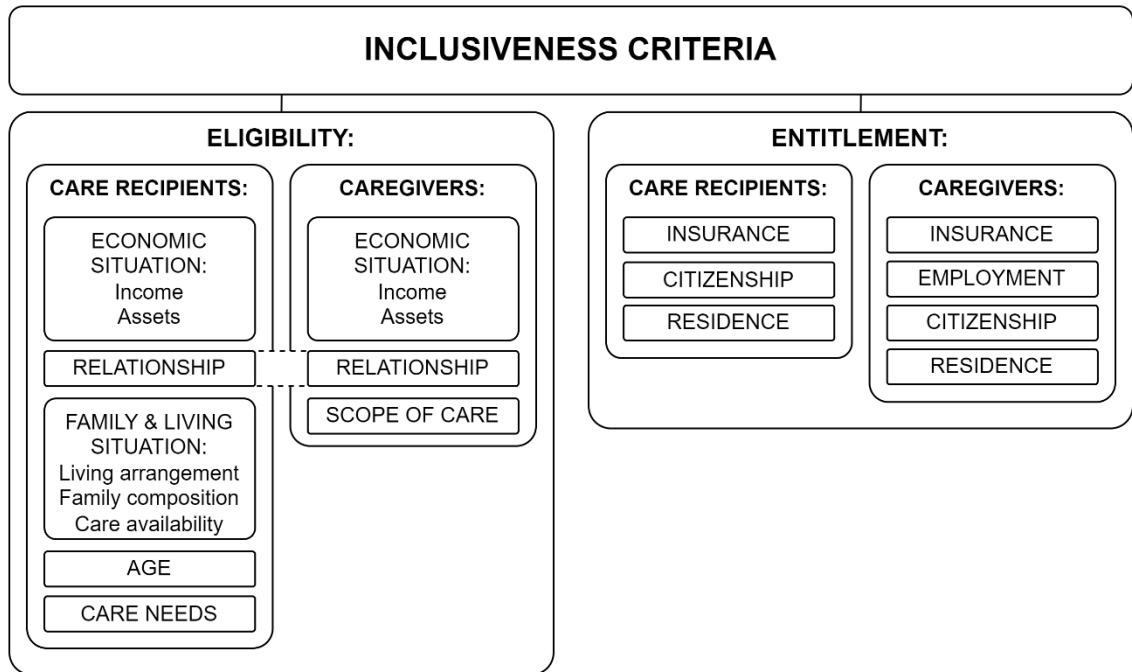 INCLUSIVENESS CRITERIA
ELIGIBILITY:
CARE RECIPIENTS:
ECONOMIC
SITUATION:
Income
Assets
RELATIONSHIP
FAMILY & LIVING
SITUATION:
Living arrangement
Family composition
Care availability
AGE
CARE NEEDS
CAREGIVERS:
ECONOMIC
SITUATION:
Income
Assets
RELATIONSHIP
SCOPE OF CARE
ENTITLEMENT:
CARE RECIPIENTS:
INSURANCE
CITIZENSHIP
RESIDENCE
CAREGIVERS:
INSURANCE
EMPLOYMENT
CITIZENSHIP
RESIDENCE